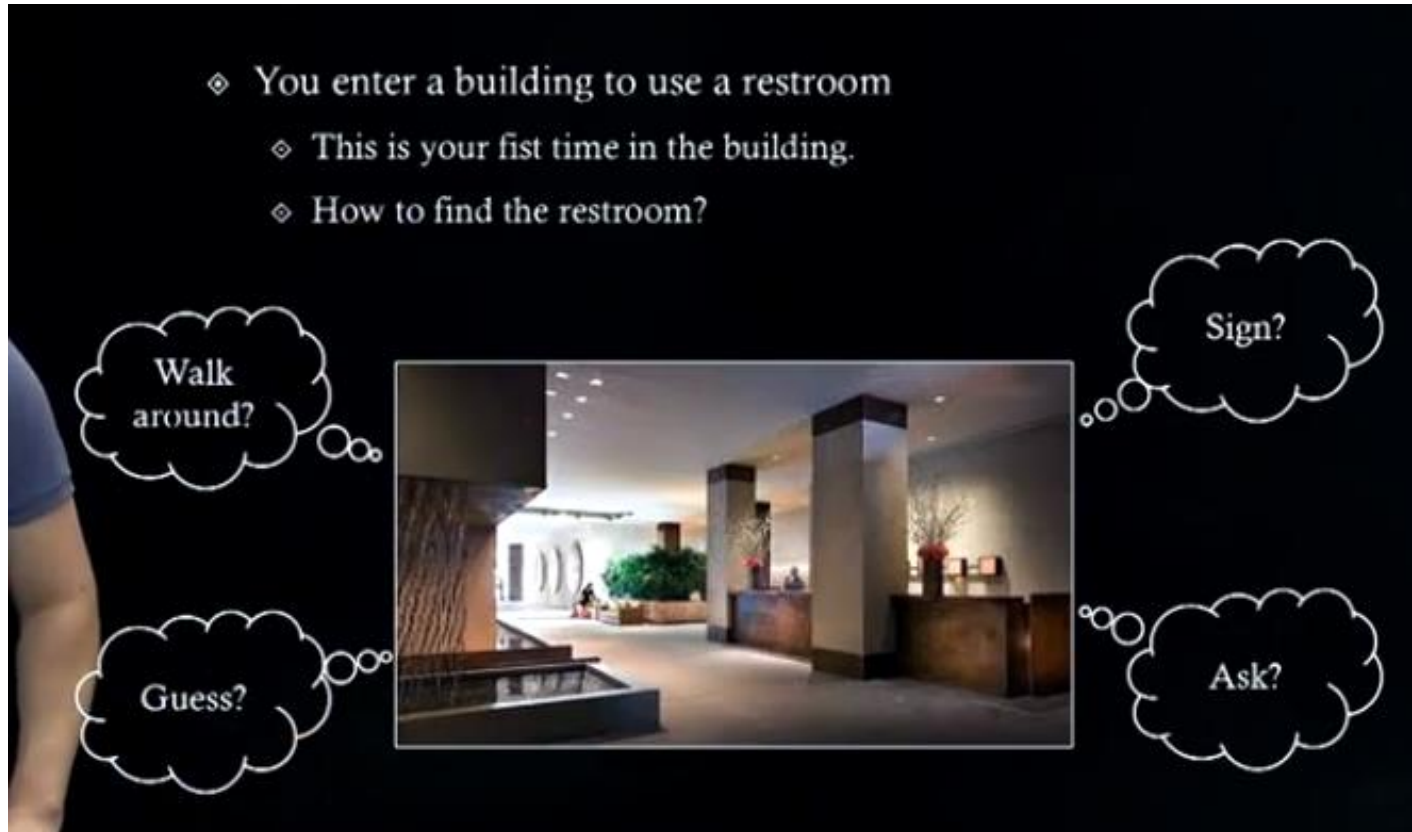 You enter a building to use a restroom
This is your fist time in the building.
How to find the restroom?
Walk
around?
Sign?
Guess?
Ask?